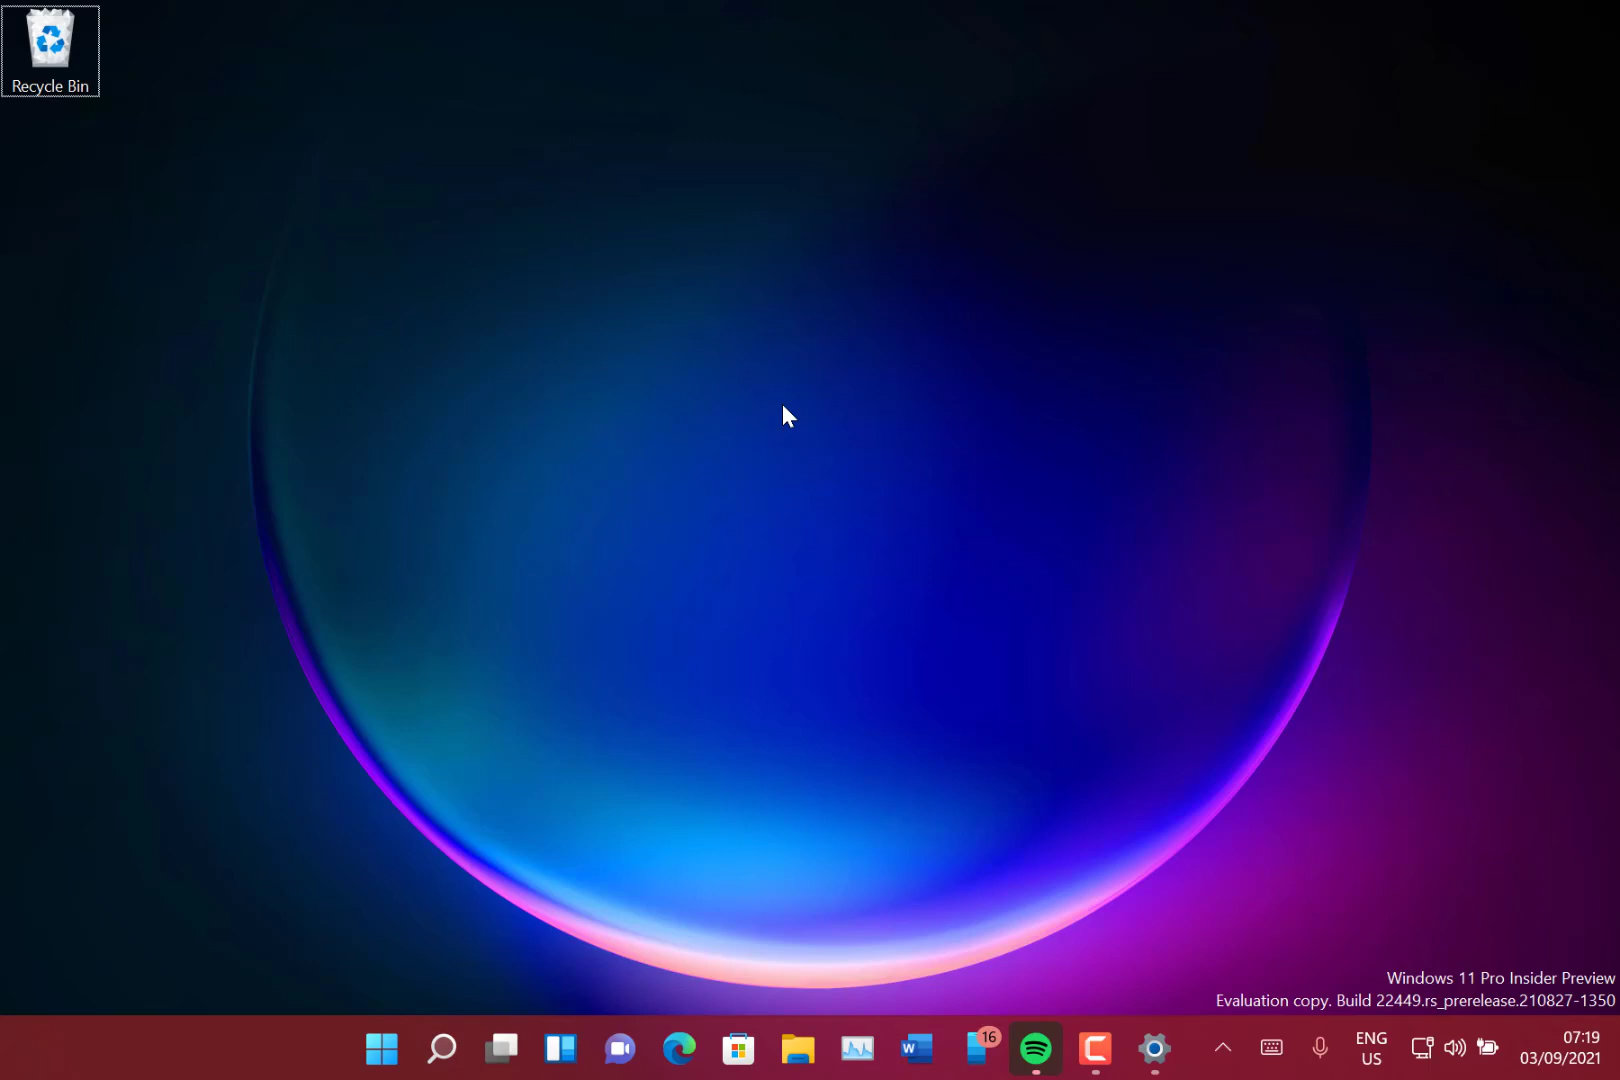 Recycle Bin
Windows 11 Pro Insider Preview
Evaluation copy. Build 22449.rs_prerelease.210827-1350
W
16
ENG
US
07:19
03/09/2021